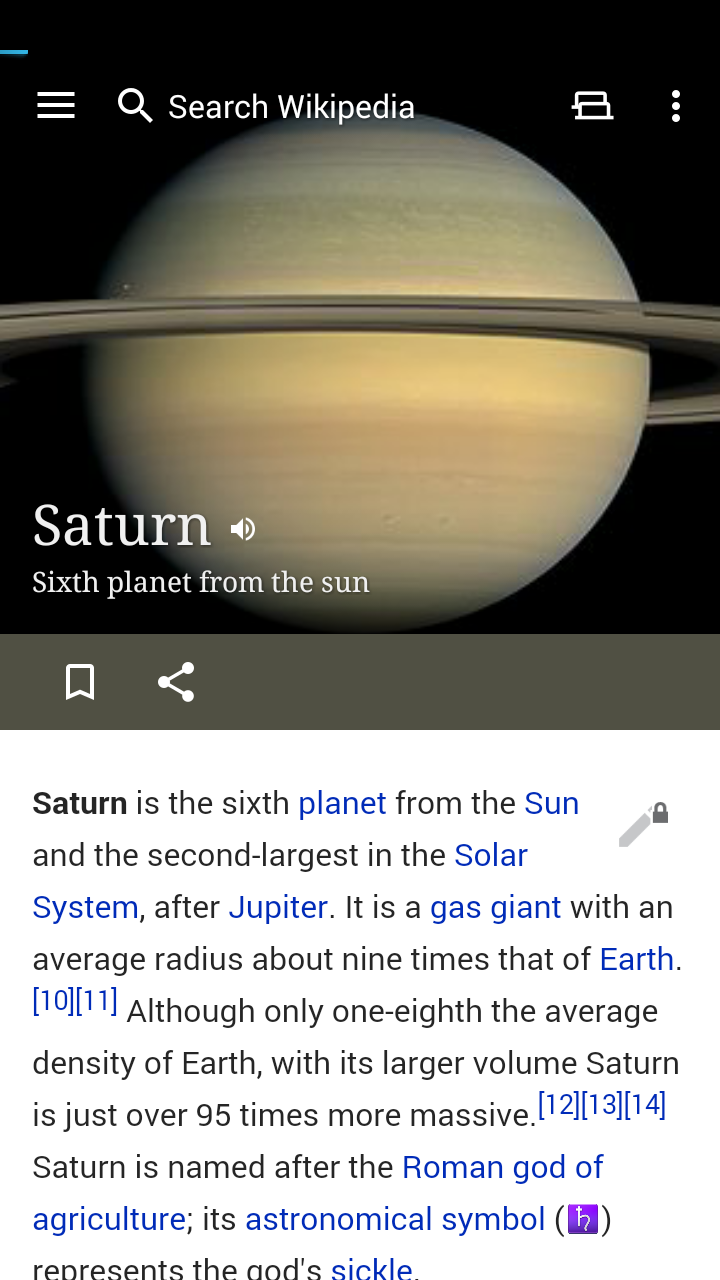 Search Wikipedia
Saturn
Sixth planet from the sun
Saturn is the sixth planet from the Sun
and the second-largest in the Solar
System, after Jupiter. It is a gas giant with an
average radius about nine times that of Earth.
[10][11] Although only one-eighth the average
density of Earth, with its larger volume Saturn
is just over 95 times more massive.[12][13][14]
Saturn is named after the Roman god of
agriculture; its astronomical symbol (♄)
represents the god's sickle.